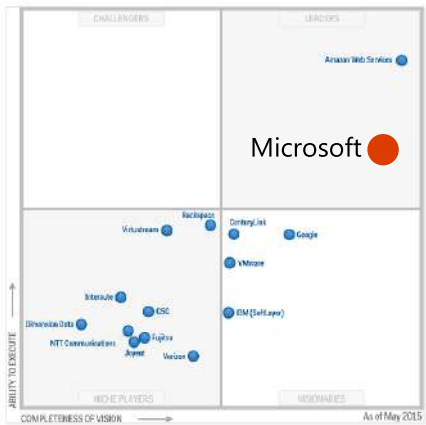 CHALLENGERS
LEADERS
Amazon Web Services
Microsoft
Rackspace
Virtustream
CenturyLink
Google
VMware
Interoute
CSC
IBM (SoftLayer)
Dimension Data
Fujitsu
NTT Communications
Joyent
Verizon
NICHE PLAYERS
VISIONARIES
ABILITY TO EXECUTE
COMPLETENESS OF VISION
As of May 2015